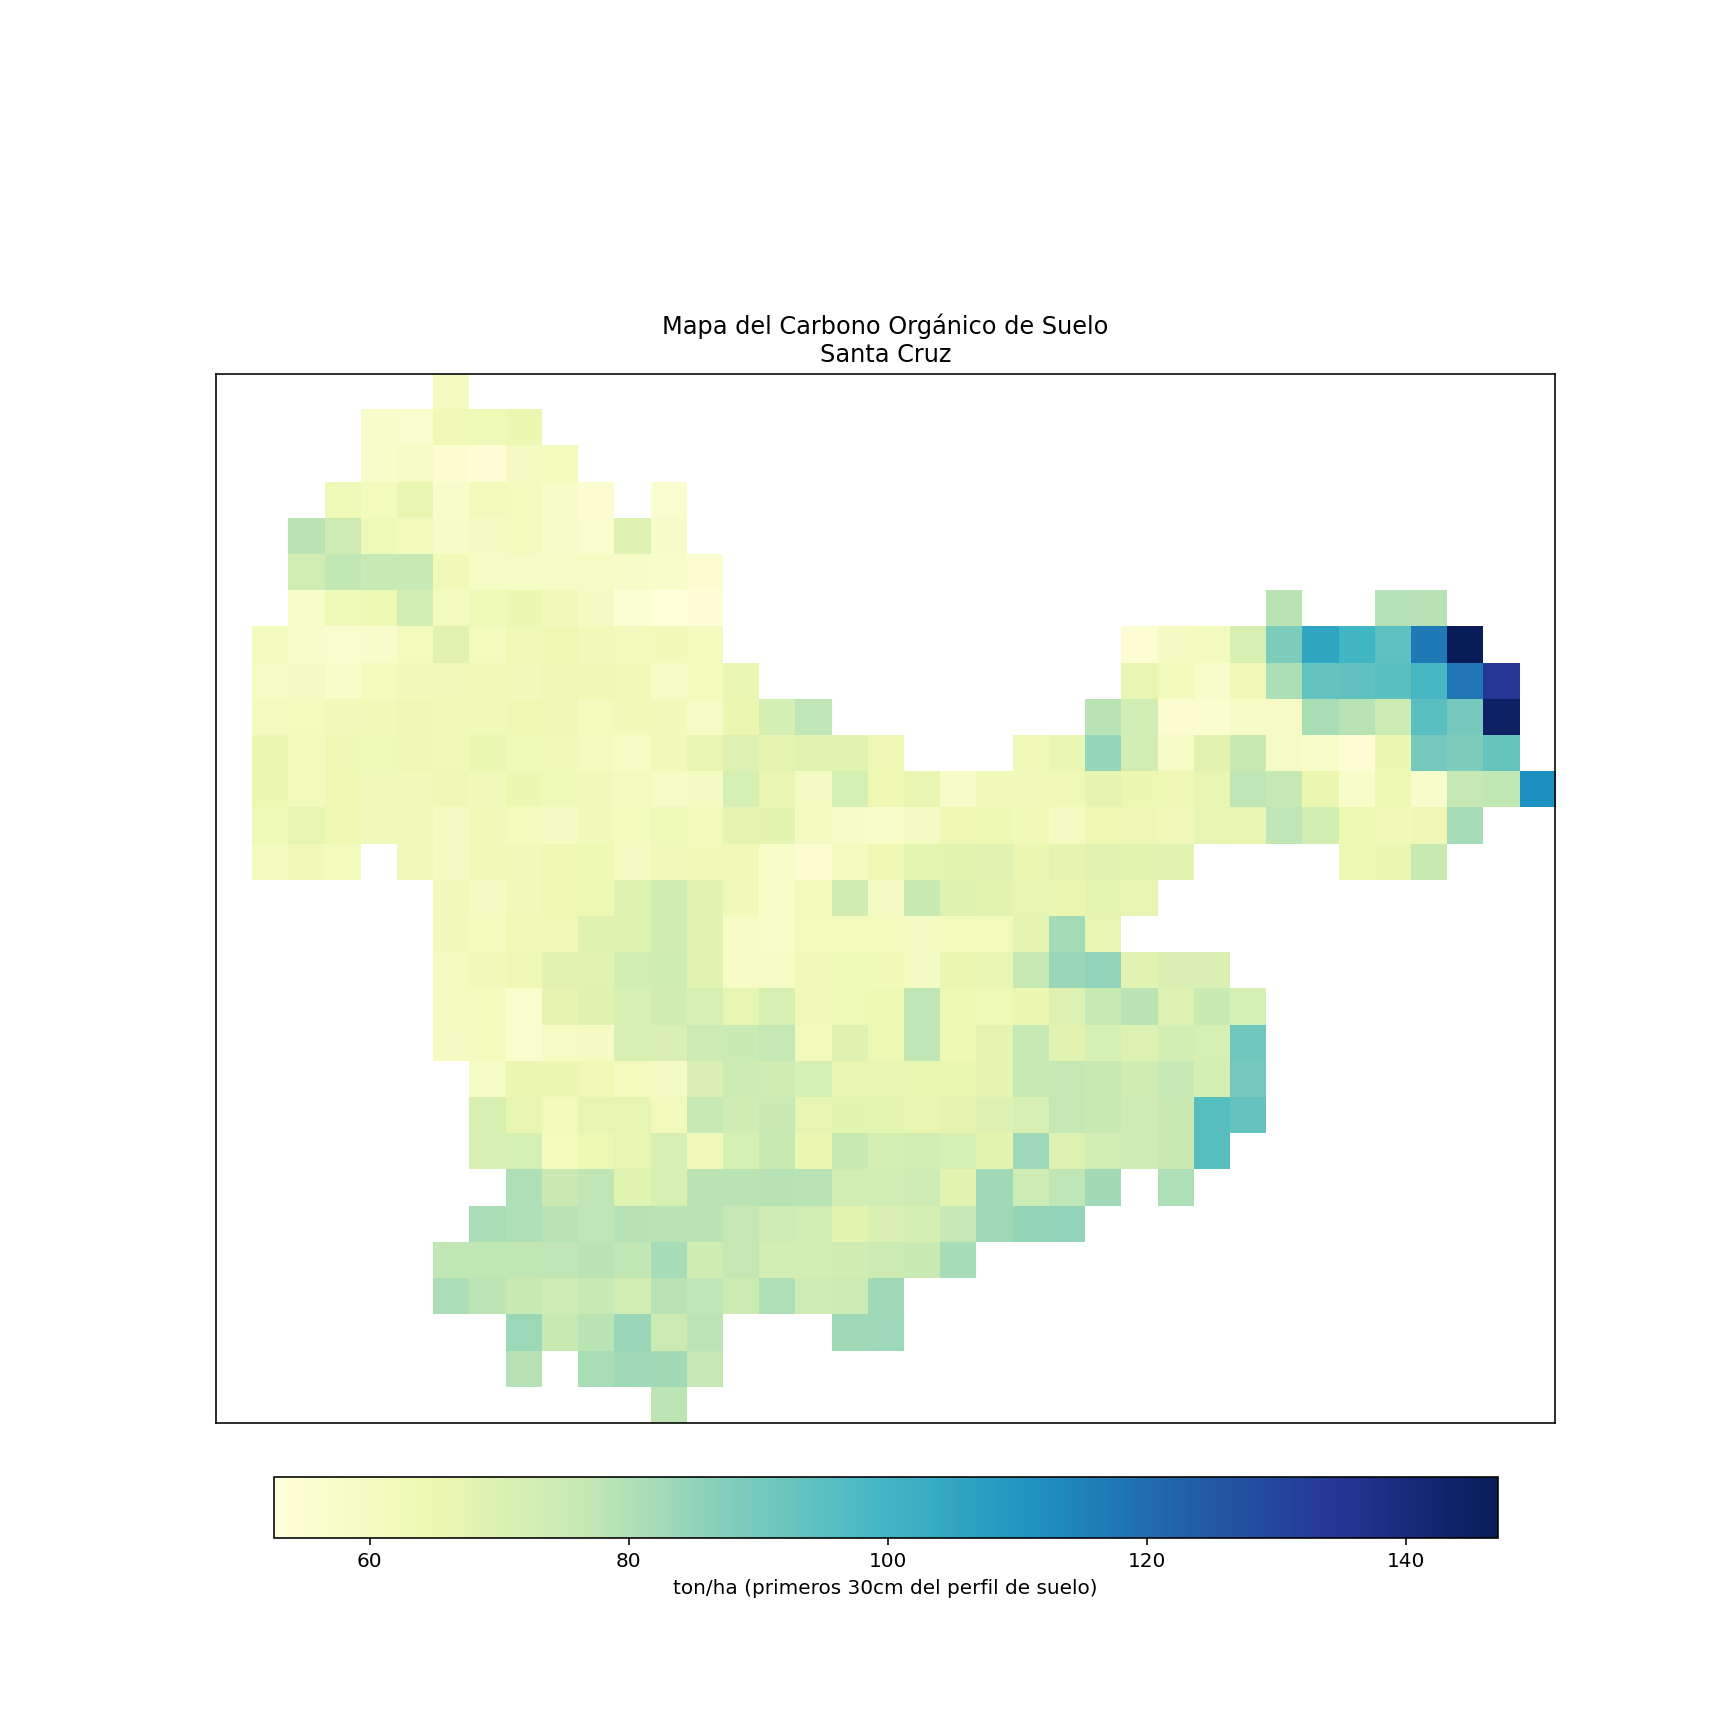 Mapa del Carbono Orgánico de Suelo
Santa Cruz
60 80 100 120 140
ton/ha (primeros 30cm del perfil de suelo)